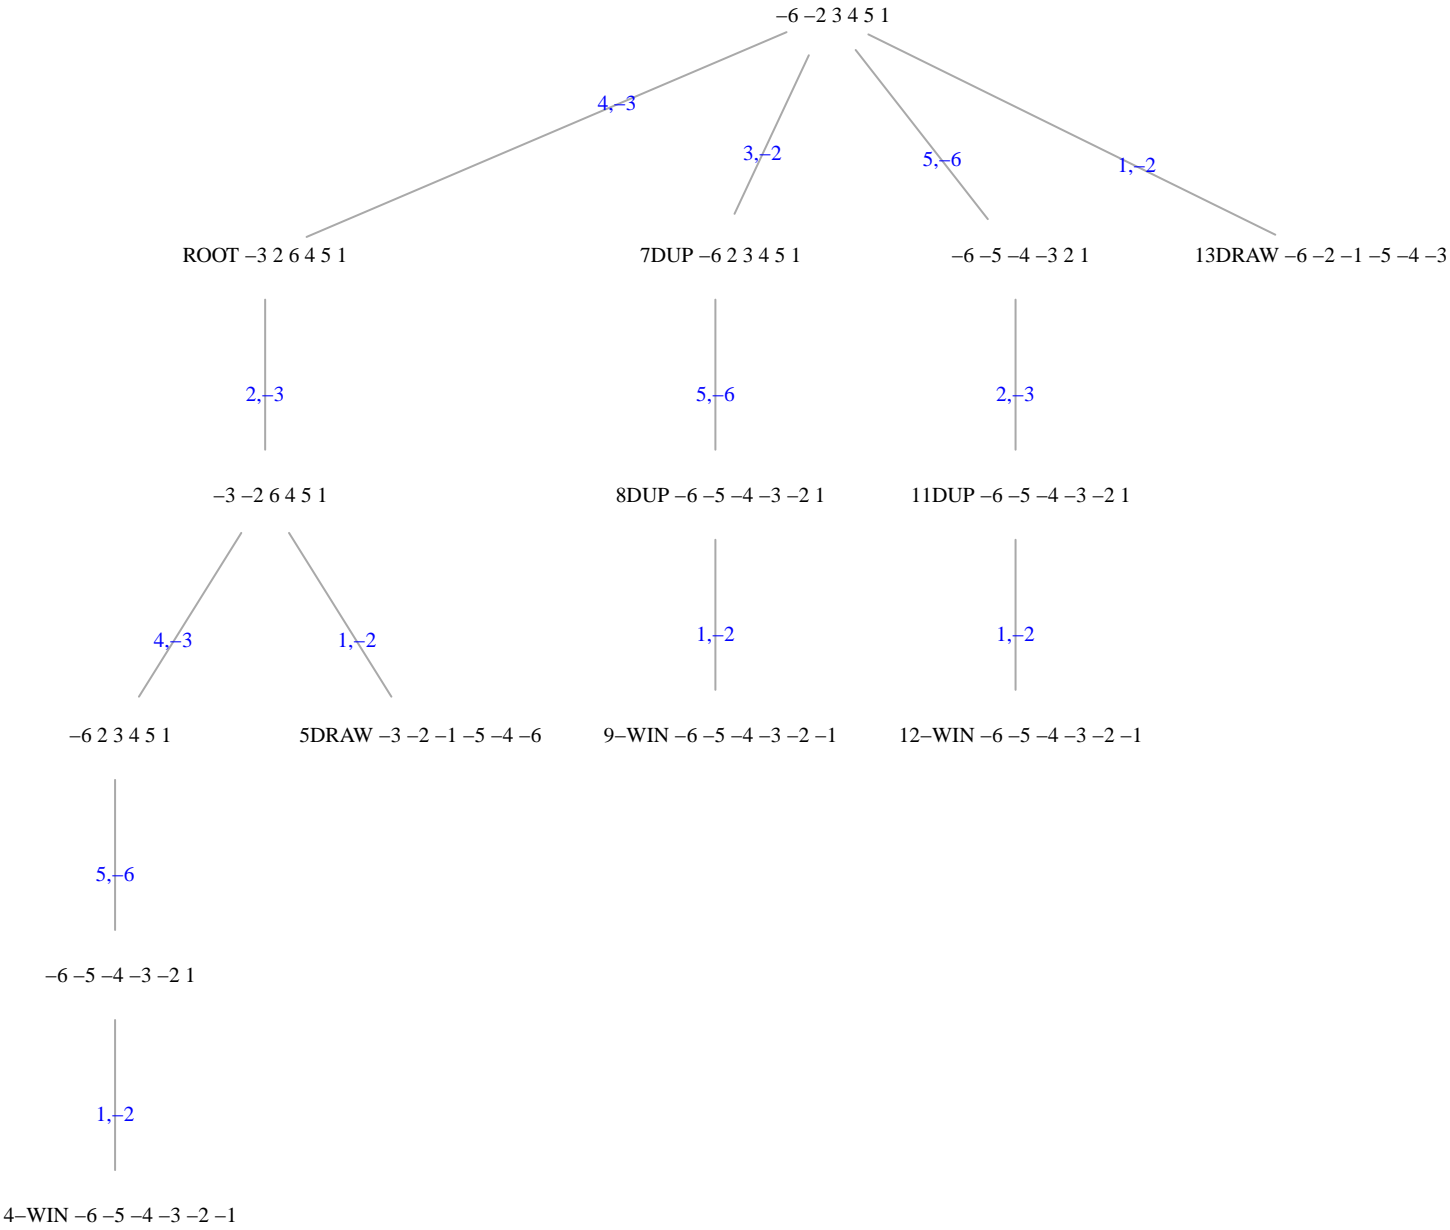 –6 –2 3 4 5 1
4,–3
3,–2
5,–6
1,–2
ROOT –3 2 6 4 5 1
7DUP –6 2 3 4 5 1
–6 –5 –4 –3 2 1
13DRAW –6 –2 –1 –5 –4 –3
2,–3
5,–6
2,–3
–3 –2 6 4 5 1
8DUP –6 –5 –4 –3 –2 1
11DUP –6 –5 –4 –3 –2 1
4,–3
1,–2
1,–2
1,–2
–6 2 3 4 5 1
5DRAW –3 –2 –1 –5 –4 –6
9–WIN –6 –5 –4 –3 –2 –1
12–WIN –6 –5 –4 –3 –2 –1
5,–6
–6 –5 –4 –3 –2 1
1,–2
4–WIN –6 –5 –4 –3 –2 –1